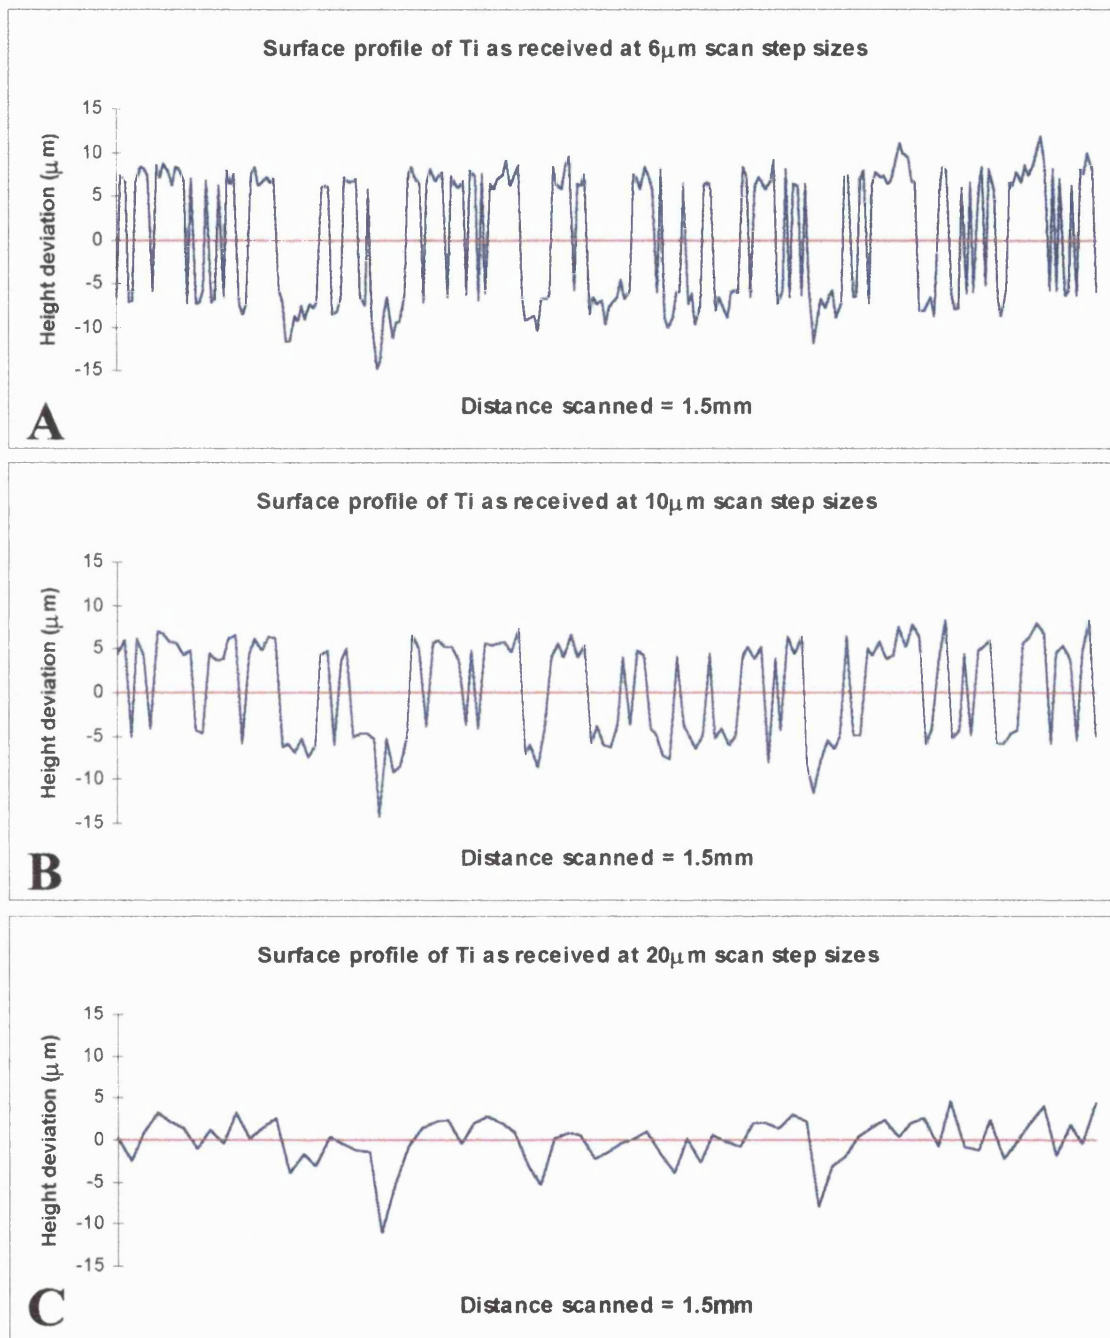 Surface profile of Ti as received at 6μm scan step sizes
Height deviation (μm)
15
10
5
0
-5
-10
-15
Distance scanned = 1.5mm
A
Surface profile of Ti as received at 10μm scan step sizes
Height deviation (μm)
15
10
5
0
-5
-10
-15
Distance scanned = 1.5mm
B
Surface profile of Ti as received at 20μm scan step sizes
Height deviation (μm)
15
10
5
0
-5
-10
-15
Distance scanned = 1.5mm
C